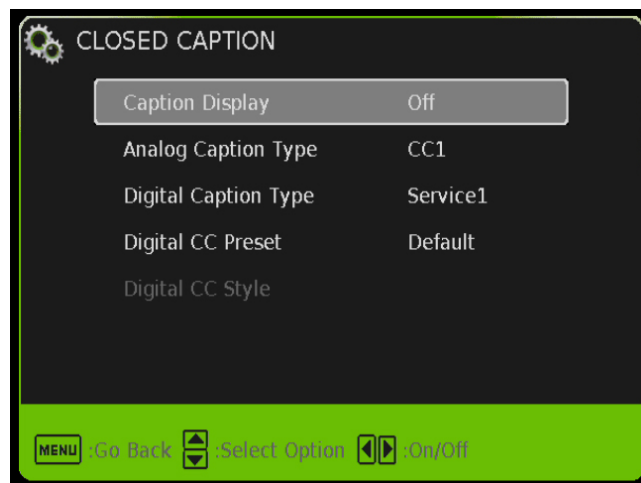 CLOSED CAPTION
Caption Display Off
Analog Caption Type CC1
Digital Caption Type Service1
Digital CC Preset Default
Digital CC Style
MENU :Go Back :Select Option :On/Off